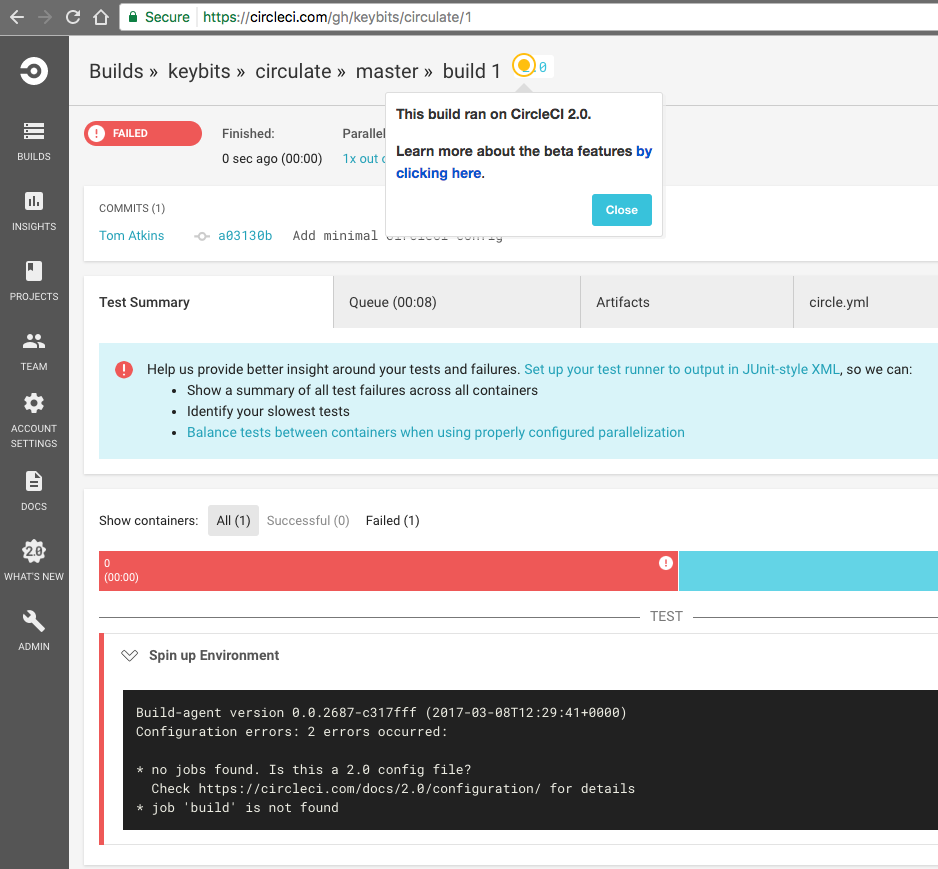 Secure https://circleci.com/gh/keybits/circulate/1
Builds » keybits » circulate » master » build 1
This build ran on CircleCI 2.0.
Learn more about the beta features by
clicking here.
Close
FAILED
Finished:
0 sec ago (00:00)
Parallel
1x out
COMMITS (1)
Tom Atkins a03130b Add minimal CircleCI config
BUILDS
INSIGHTS
PROJECTS
TEAM
ACCOUNT
SETTINGS
DOCS
2.0
WHAT'S NEW
ADMIN
Test Summary
Queue (00:08)
Artifacts
circle.yml
Help us provide better insight around your tests and failures. Set up your test runner to output in JUnit-style XML, so we can:
• Show a summary of all test failures across all containers
• Identify your slowest tests
• Balance tests between containers when using properly configured parallelization
Show containers: All (1) Successful (0) Failed (1)
0
(00:00)
TEST
Spin up Environment
Build-agent version 0.0.2687-c317fff (2017-03-08T12:29:41+0000)
Configuration errors: 2 errors occurred:
* no jobs found. Is this a 2.0 config file?
Check https://circleci.com/docs/2.0/configuration/ for details
* job 'build' is not found